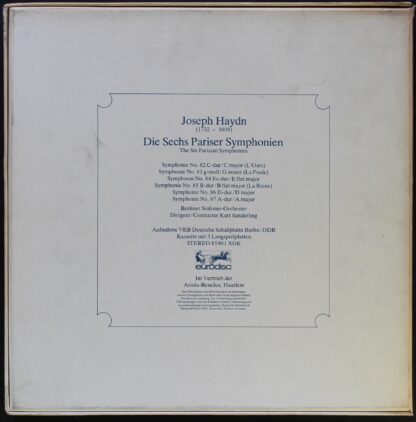 Joseph Haydn
(1732 – 1809)
Die Sechs Pariser Symphonien
The Six Parisian Symphonies
Symphonie No. 82 C-dur/C major (L'Ours)
Symphonie No. 83 g-moll/G minor (La Poule)
Symphonie No. 84 Es-dur/E flat major
Symphonie No. 85 B-dur/B flat major (La Reine)
Symphonie No. 86 D-dur/D major
Symphonie No. 87 A-dur/A major
Berliner Sinfonie-Orchester
Dirigent/Conductor Kurt Sanderling
Aufnahme VEB Deutsche Schallplatte Berlin/DDR
Kassette mit 3 Langspielplatten
STEREO 85 961 XGK
eurodisc
Im Vertrieb der
Ariola-Benelux, Haarlem